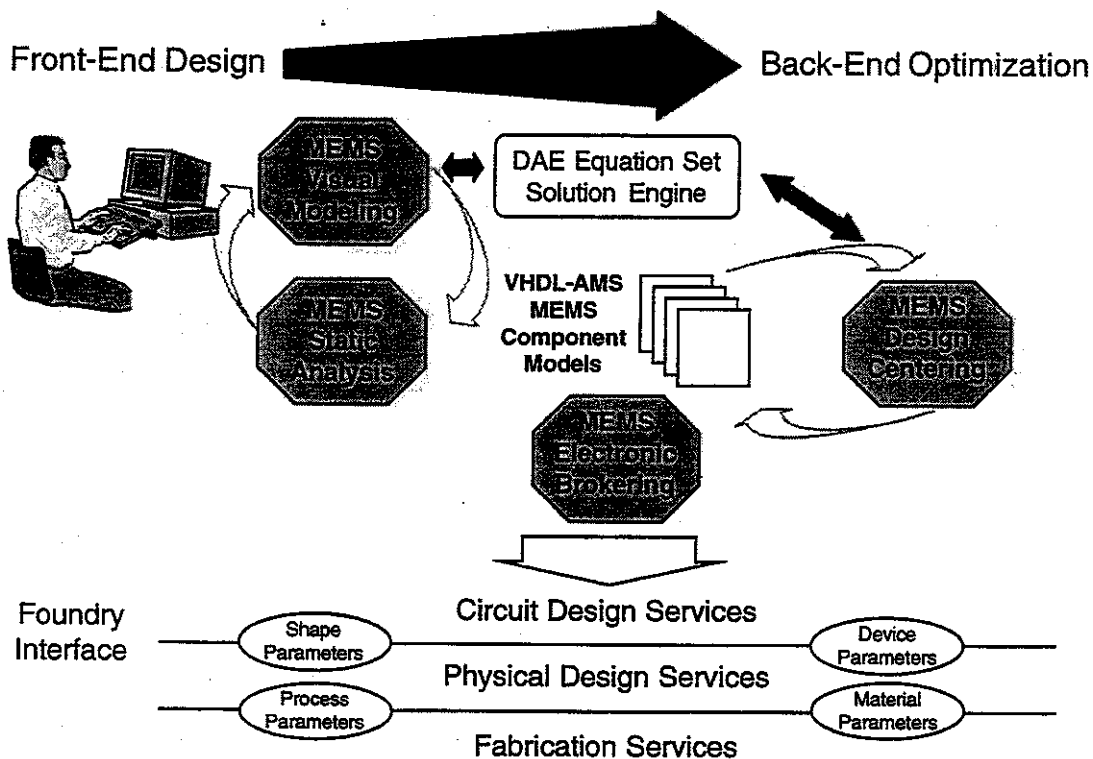 Front-End Design
Back-End Optimization
MEMS
Visual
Modeling
DAE Equation Set
Solution Engine
MEMS
Static
Analysis
VHDL-AMS
MEMS
Component
Models
MEMS
Design
Centering
MEMS
Electronic
Brokering
Foundry
Interface
Circuit Design Services
Shape
Parameters
Device
Parameters
Physical Design Services
Process
Parameters
Material
Parameters
Fabrication Services